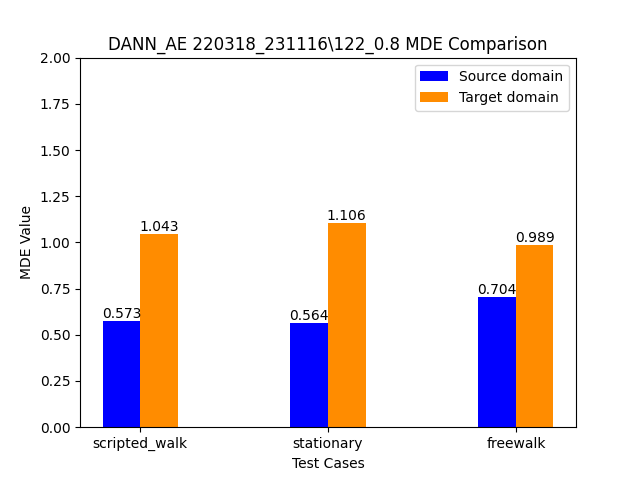 DANN_AE 220318_231116\122_0.8 MDE Comparison
Source domain
Target domain
MDE Value
2.00
1.75
1.50
1.25
1.00
0.75
0.50
0.25
0.00
0.573
1.043
0.564
1.106
0.704
0.989
scripted_walk
stationary
freewalk
Test Cases